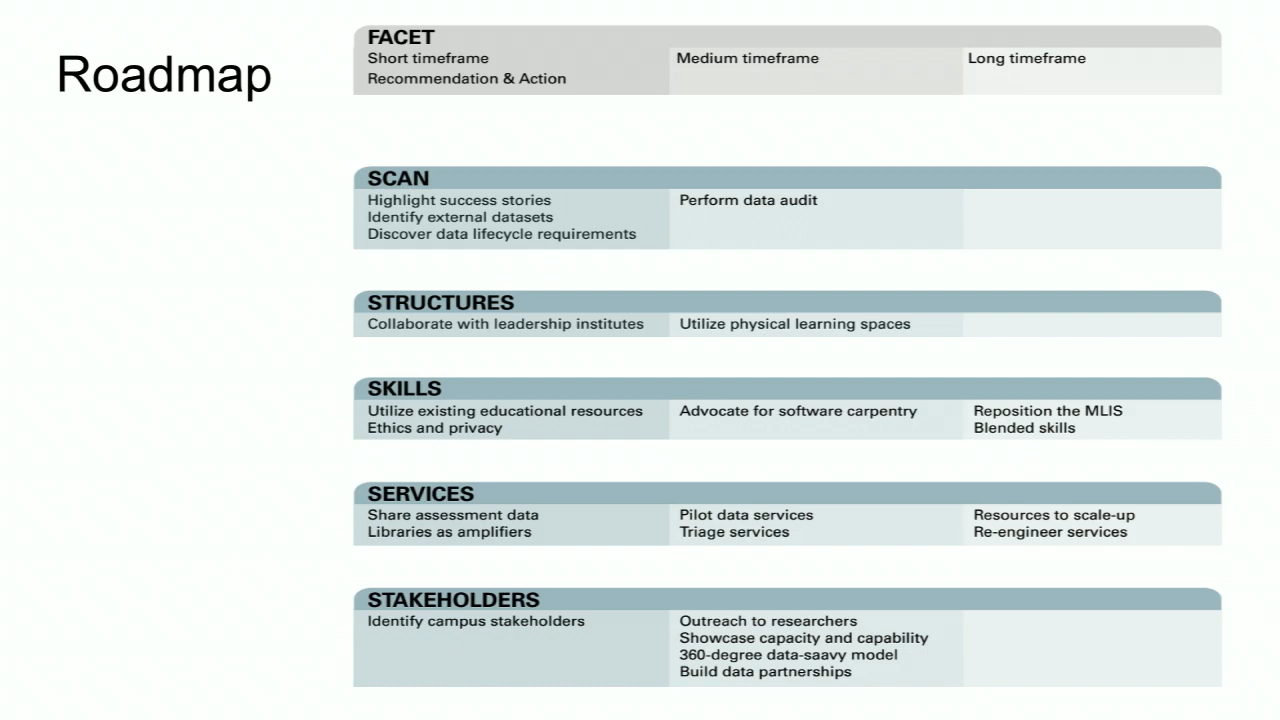 Roadmap
FACET
Short timeframe
Recommendation & Action
Medium timeframe
Long timeframe
SCAN
Highlight success stories
Identify external datasets
Discover data lifecycle requirements
Perform data audit
STRUCTURES
Collaborate with leadership institutes
Utilize physical learning spaces
SKILLS
Utilize existing educational resources
Ethics and privacy
Advocate for software carpentry
Reposition the MLIS
Blended skills
SERVICES
Share assessment data
Libraries as amplifiers
Pilot data services
Triage services
Resources to scale-up
Re-engineer services
STAKEHOLDERS
Identify campus stakeholders
Outreach to researchers
Showcase capacity and capability
360-degree data-saavy model
Build data partnerships